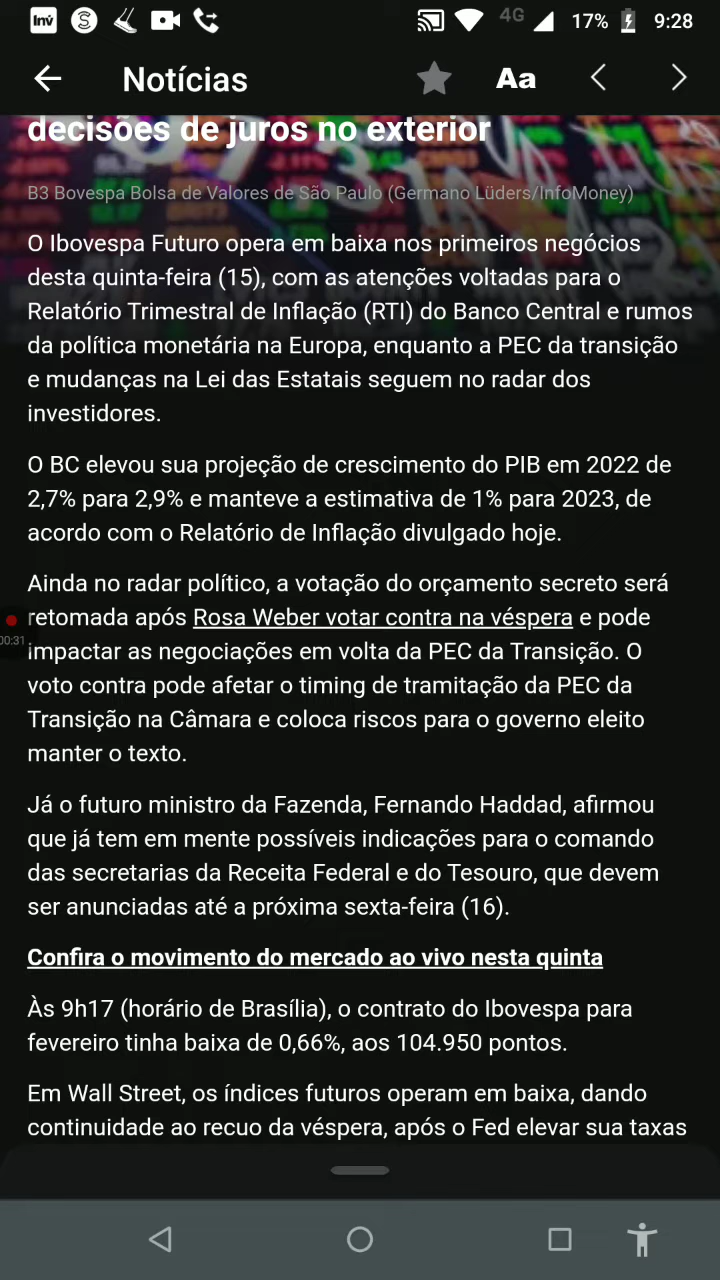 Inv
S
4G
17%
9:28
Notícias
Aa
decisões de juros no exterior
B3 Bovespa Bolsa de Valores de São Paulo (Germano Lüders/InfoMoney)
O Ibovespa Futuro opera em baixa nos primeiros negócios
desta quinta-feira (15), com as atenções voltadas para o
Relatório Trimestral de Inflação (RTI) do Banco Central e rumos
da política monetária na Europa, enquanto a PEC da transição
e mudanças na Lei das Estatais seguem no radar dos
investidores.
O BC elevou sua projeção de crescimento do PIB em 2022 de
2,7% para 2,9% e manteve a estimativa de 1% para 2023, de
acordo com o Relatório de Inflação divulgado hoje.
Ainda no radar político, a votação do orçamento secreto será
retomada após Rosa Weber votar contra na véspera e pode
00:31
impactar as negociações em volta da PEC da Transição. O
voto contra pode afetar o timing de tramitação da PEC da
Transição na Câmara e coloca riscos para o governo eleito
manter o texto.
Já o futuro ministro da Fazenda, Fernando Haddad, afirmou
que já tem em mente possíveis indicações para o comando
das secretarias da Receita Federal e do Tesouro, que devem
ser anunciadas até a próxima sexta-feira (16).
Confira o movimento do mercado ao vivo nesta quinta
Às 9h17 (horário de Brasília), o contrato do Ibovespa para
fevereiro tinha baixa de 0,66%, aos 104.950 pontos.
Em Wall Street, os índices futuros operam em baixa, dando
continuidade ao recuo da véspera, após o Fed elevar sua taxas